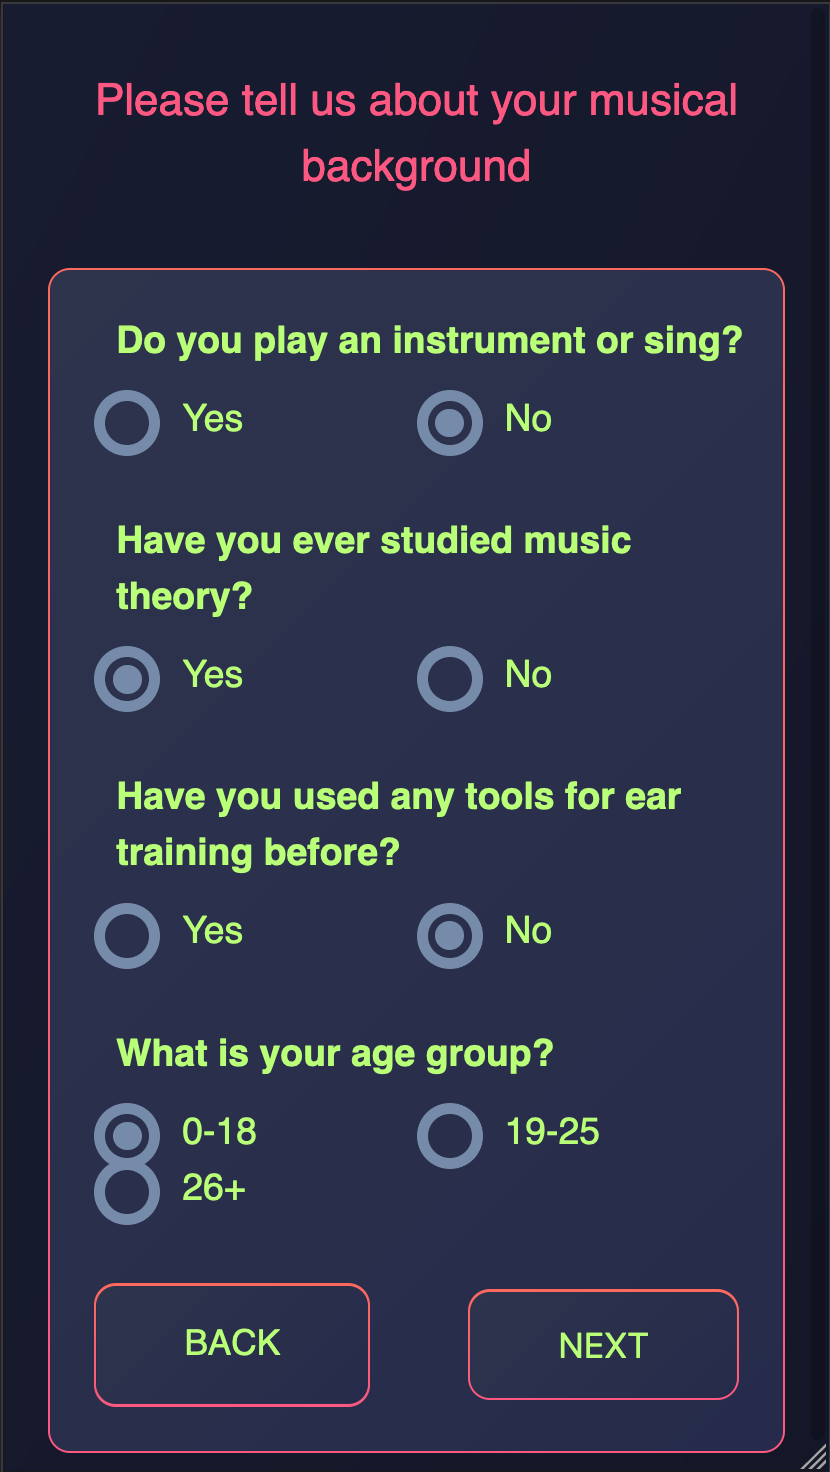 Please tell us about your musical
background
Do you play an instrument or sing?
Yes No
Have you ever studied music
theory?
Yes No
Have you used any tools for ear
training before?
Yes No
What is your age group?
0-18 19-25
26+
BACK NEXT